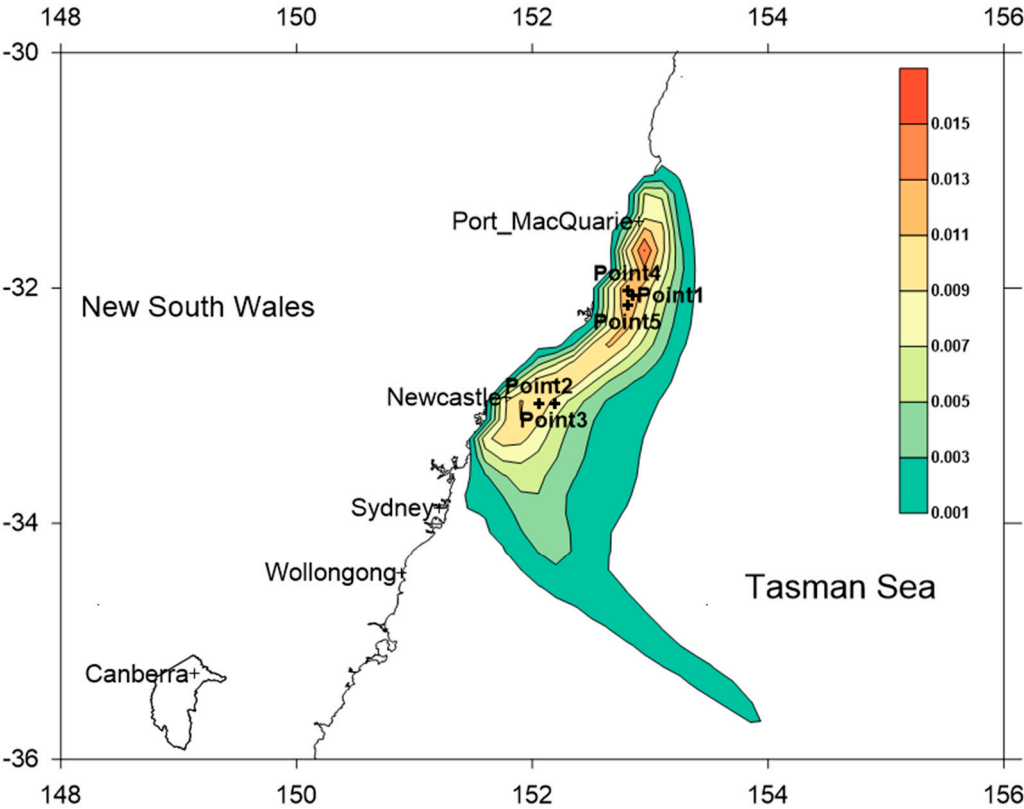 148 150 152 154 156
-30
0.015
0.013
Port_MacQuarie
0.011
Point4
-32
0.009
Point1
New South Wales
Point5
0.007
Point2
Newcastle
0.005
Point3
0.003
Sydney
0.001
-34
Wollongong
Tasman Sea
Canberra
-36
148 150 152 154 156